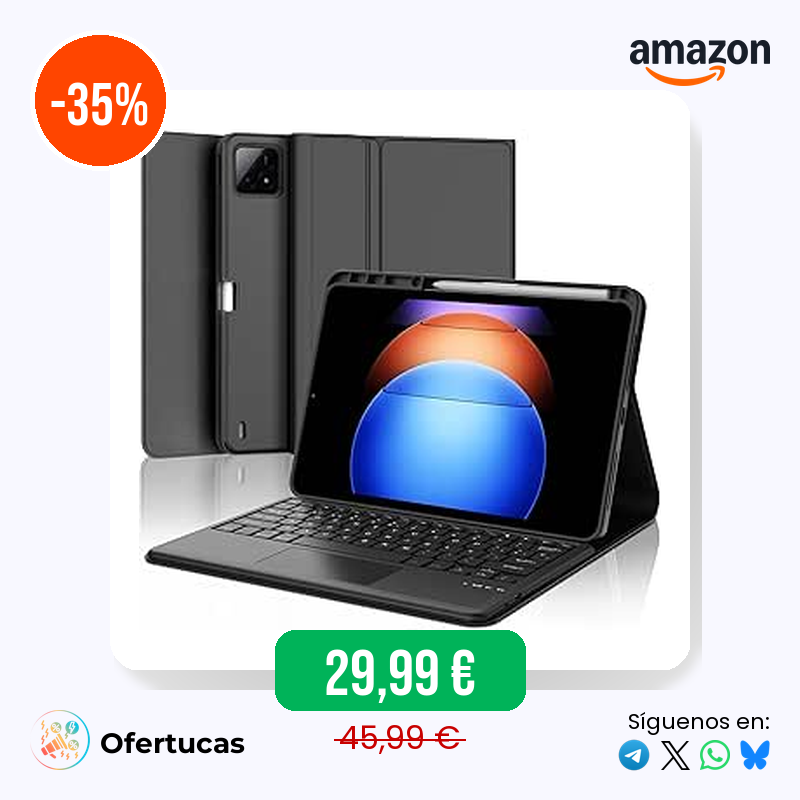 -35%
amazon
29,99 €
45,99 €
Ofertucas
Síguenos en: